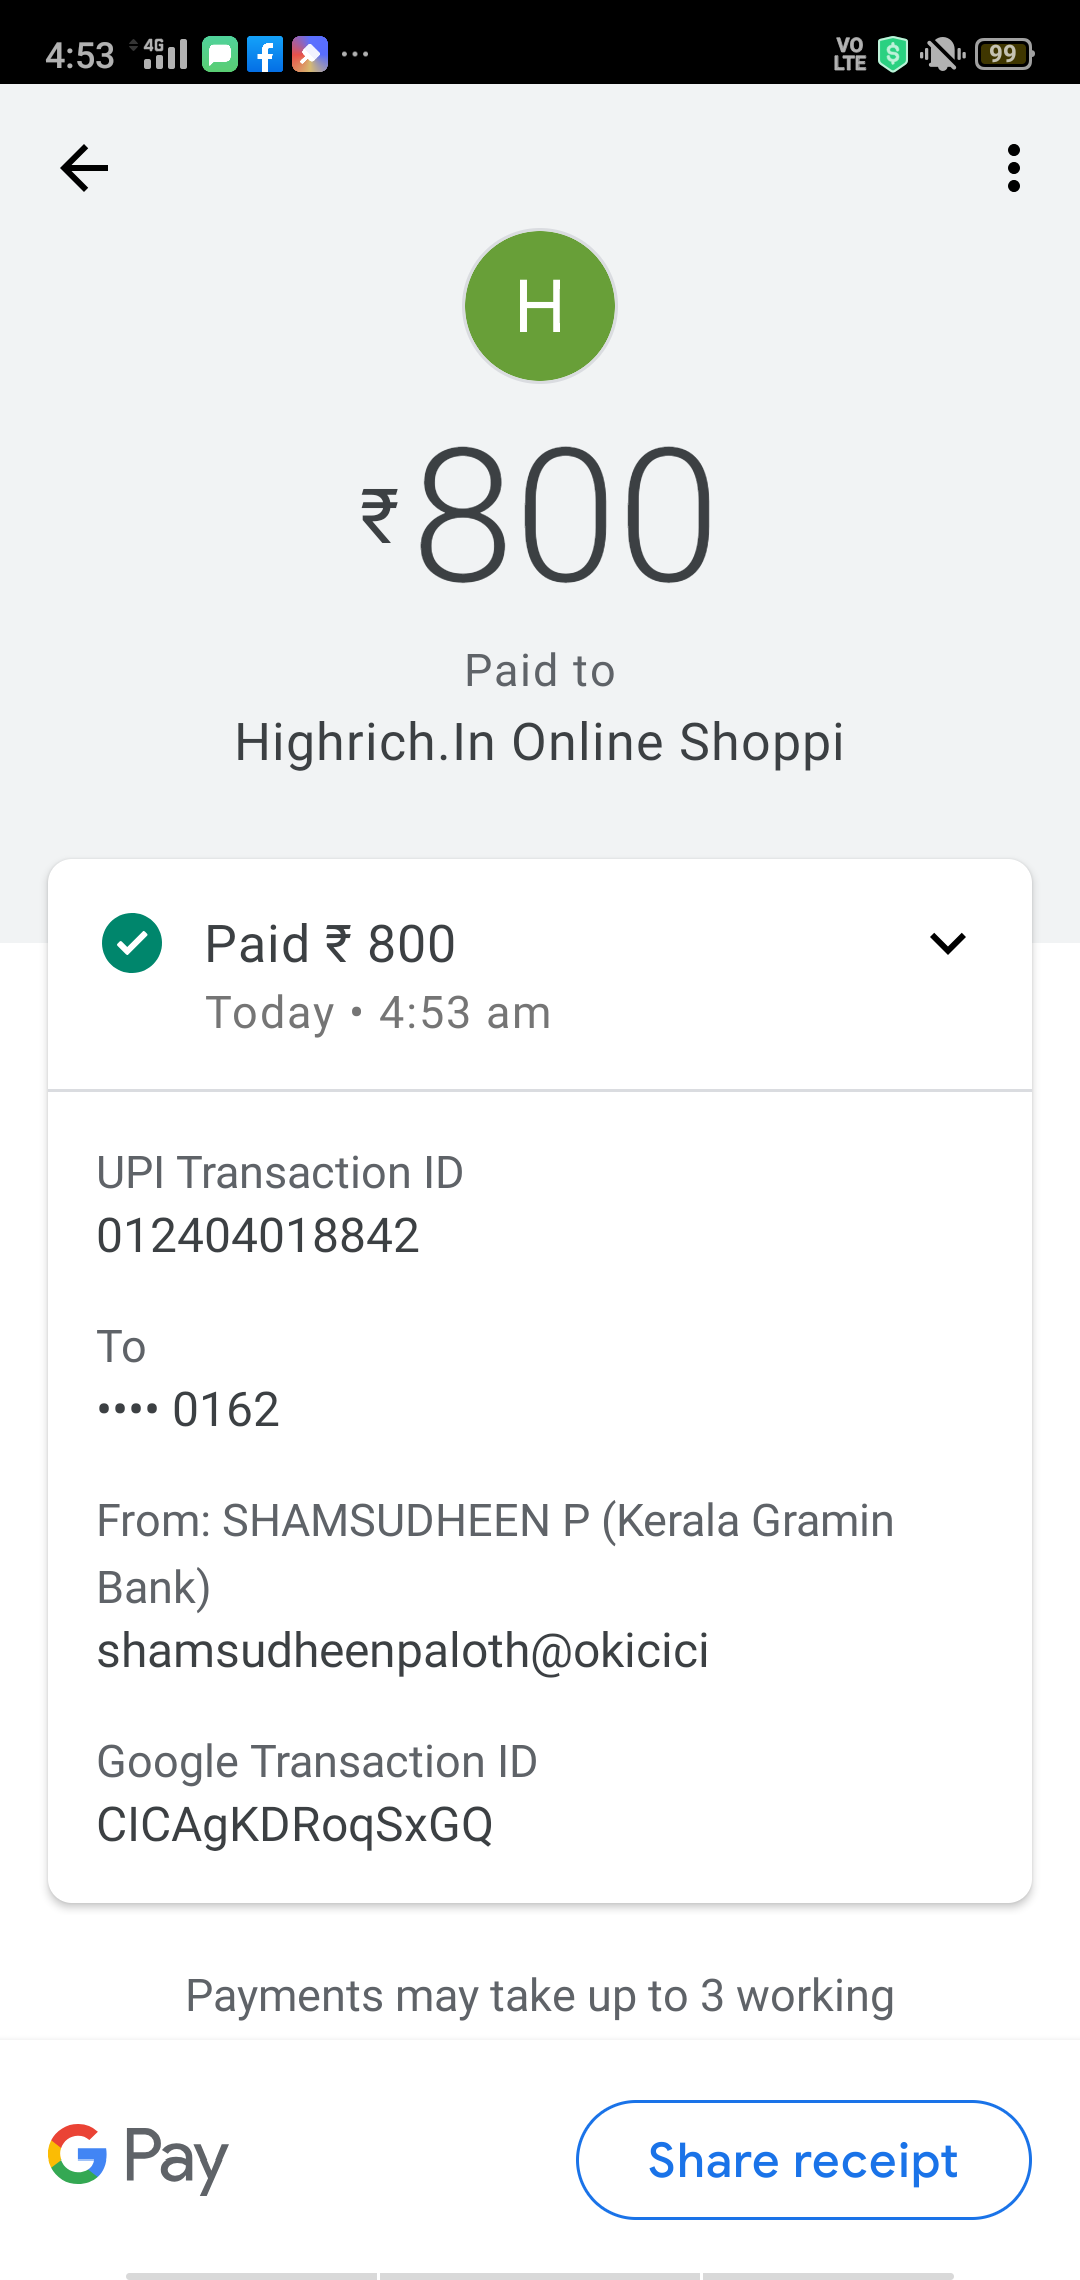 4:53 4G VO LTE 99
H
₹800
Paid to
Highrich.In Online Shoppi
Paid ₹ 800
Today • 4:53 am
UPI Transaction ID
012404018842
To
•••• 0162
From: SHAMSUDHEEN P (Kerala Gramin
Bank)
shamsudheenpaloth@okicici
Google Transaction ID
CICAgKDRoqSxGQ
Payments may take up to 3 working
G Pay
Share receipt